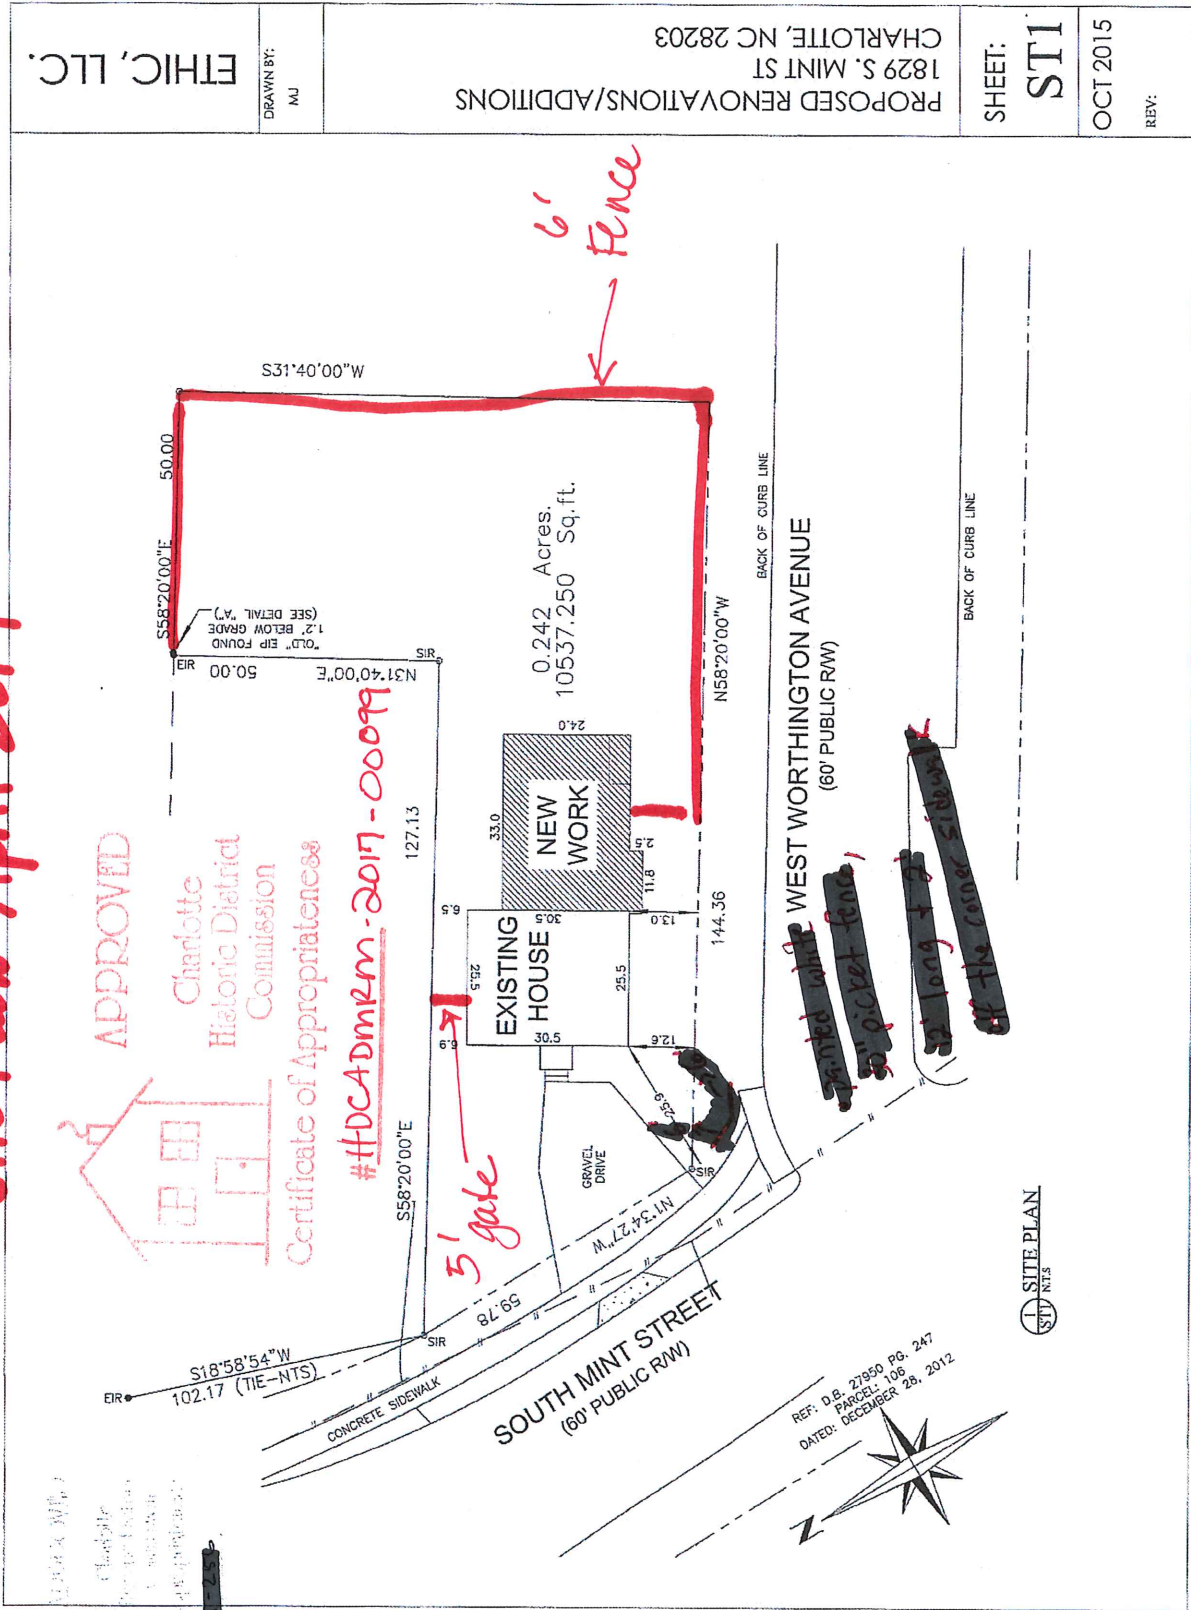 ETHIC, LLC.
DRAWN BY:
MJ
PROPOSED RENOVATIONS/ADDITIONS
1829 S. MINT ST
CHARLOTTE, NC 28203
SHEET:
ST1
OCT 2015
REV:
6'
Fence
S31°40'00"W
50.00
S58°20'00"E
"OLD" EIP FOUND
1.2' BELOW GRADE
(SEE DETAIL "A")
EIR
50.00
N31°40'00"E
SIR
0.242 Acres.
10537.250 Sq.ft.
BACK OF CURB LINE
N58°20'00"W
BACK OF CURB LINE
WEST WORTHINGTON AVENUE
(60' PUBLIC R/W)
APPROVED
Charlotte
Historic District
Commission
Certificate of Appropriateness
#HDCADMRM-2017-00099
127.13
33.0
24.0
NEW
WORK
2.5
11.8
6.5
30.5
13.0
144.36
EXISTING
HOUSE
25.5
25.5
6.9
30.5
12.6
25.9
painted white
picket fence,
12' long + 2'
off the corner sidewalk
S58°20'00"E
5'
gate
GRAVEL
DRIVE
SIR
N1°34'27"W
59.78
SIR
S18°58'54"W
102.17 (TIE-NTS)
EIR
CONCRETE SIDEWALK
SOUTH MINT STREET
(60' PUBLIC R/W)
REF: D.B. 27950 PG. 247
PARCEL: 106
DATED: DECEMBER 28, 2012
N
1
ST1
SITE PLAN
N.T.S